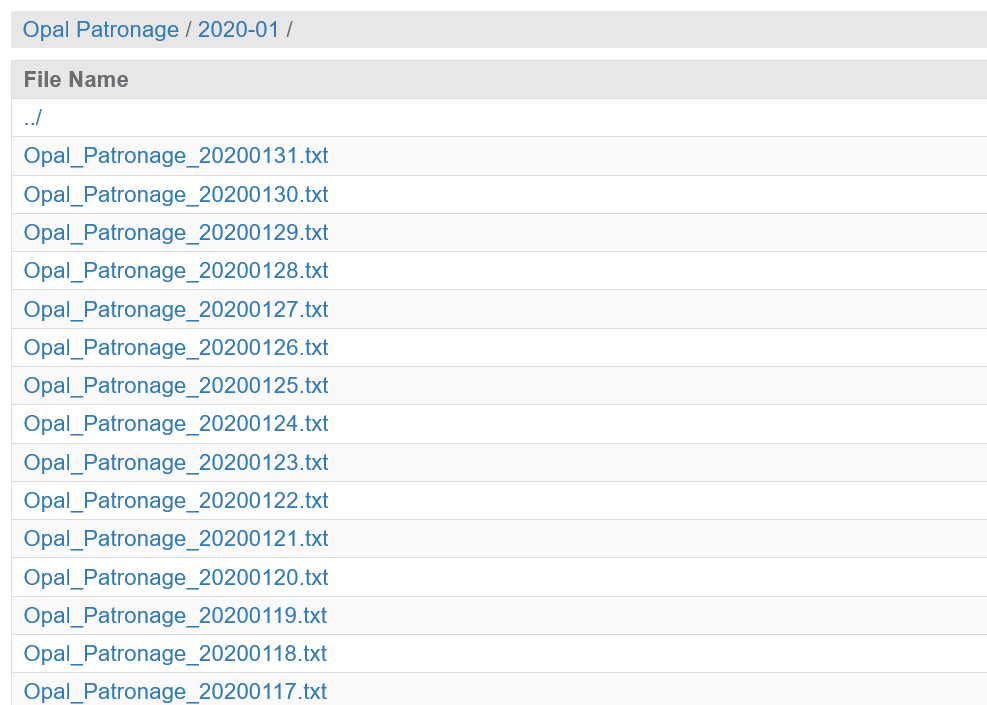 Opal Patronage / 2020-01 /
File Name
../
Opal_Patronage_20200131.txt
Opal_Patronage_20200130.txt
Opal_Patronage_20200129.txt
Opal_Patronage_20200128.txt
Opal_Patronage_20200127.txt
Opal_Patronage_20200126.txt
Opal_Patronage_20200125.txt
Opal_Patronage_20200124.txt
Opal_Patronage_20200123.txt
Opal_Patronage_20200122.txt
Opal_Patronage_20200121.txt
Opal_Patronage_20200120.txt
Opal_Patronage_20200119.txt
Opal_Patronage_20200118.txt
Opal_Patronage_20200117.txt